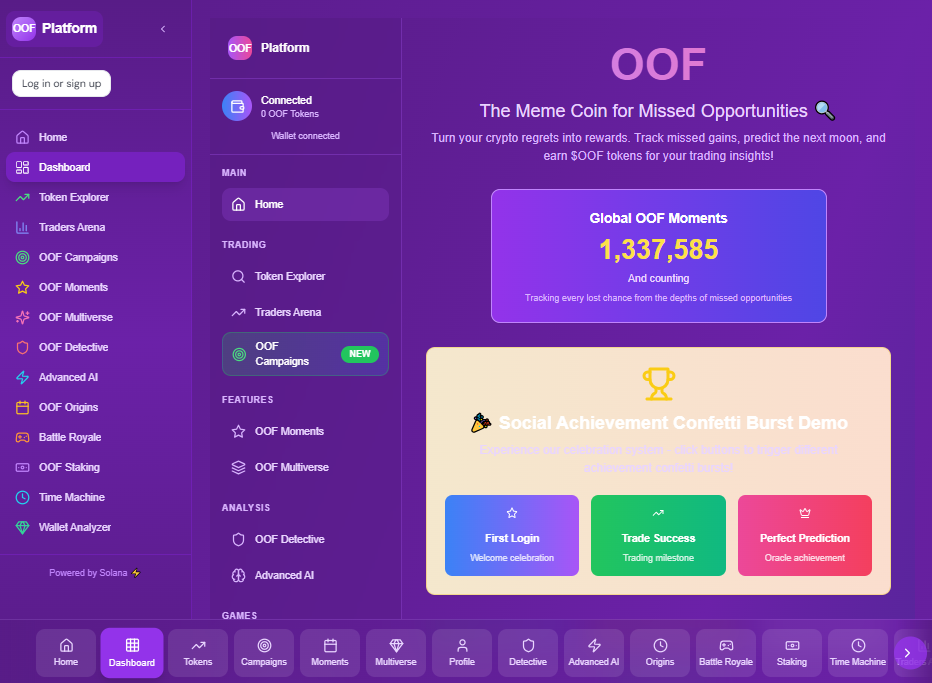 OOF Platform
Log in or sign up
Home
Dashboard
Token Explorer
Traders Arena
OOF Campaigns
OOF Moments
OOF Multiverse
OOF Detective
Advanced AI
OOF Origins
Battle Royale
OOF Staking
Time Machine
Wallet Analyzer
Powered by Solana ⚡
OOF Platform
Connected
0 OOF Tokens
Wallet connected
MAIN
Home
TRADING
Token Explorer
Traders Arena
OOF
Campaigns
NEW
FEATURES
OOF Moments
OOF Multiverse
ANALYSIS
OOF Detective
Advanced AI
GAMES
OOF
The Meme Coin for Missed Opportunities 🔍
Turn your crypto regrets into rewards. Track missed gains, predict the next moon, and
earn $OOF tokens for your trading insights!
Global OOF Moments
1,337,585
And counting
Tracking every lost chance from the depths of missed opportunities
🎉 Social Achievement Confetti Burst Demo
Experience our celebration system - click buttons to trigger different
achievement confetti bursts!
First Login
Welcome celebration
Trade Success
Trading milestone
Perfect Prediction
Oracle achievement
Home
Dashboard
Tokens
Campaigns
Moments
Multiverse
Profile
Detective
Advanced AI
Origins
Battle Royale
Staking
Time Machine